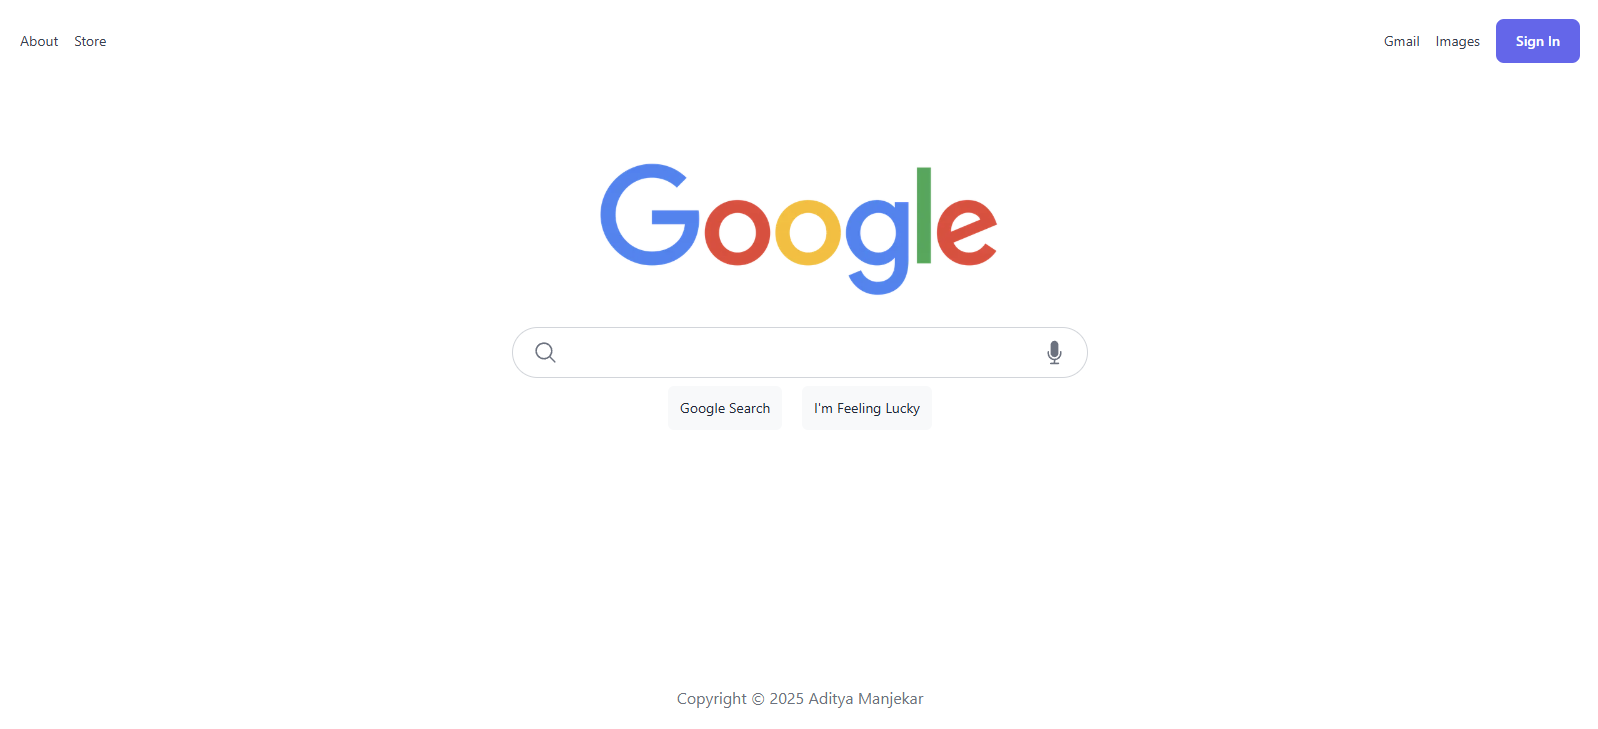 About Store
Gmail Images Sign In
Google
Google Search I'm Feeling Lucky
Copyright © 2025 Aditya Manjekar